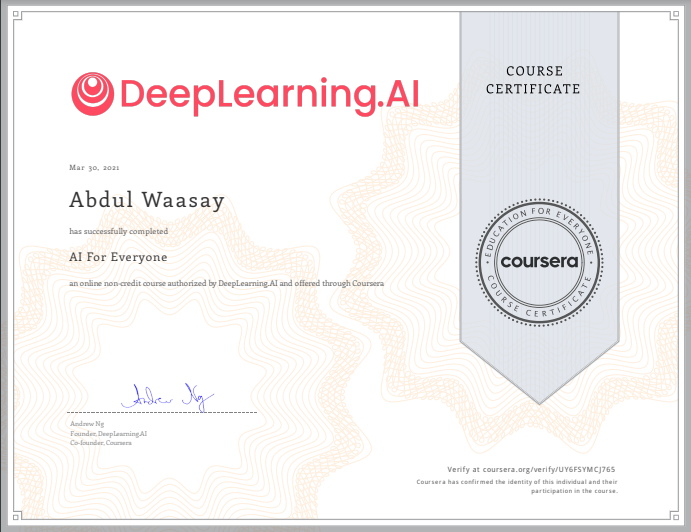 DeepLearning.AI
COURSE
CERTIFICATE
Mar 30, 2021
Abdul Waasay
has successfully completed
AI For Everyone
an online non-credit course authorized by DeepLearning.AI and offered through Coursera
EDUCATION FOR EVERYONE
coursera
COURSE CERTIFICATE
Andrew Ng
Andrew Ng
Founder, DeepLearning.AI
Co-founder, Coursera
Verify at coursera.org/verify/UY6FSYMCJ765
Coursera has confirmed the identity of this individual and their
participation in the course.